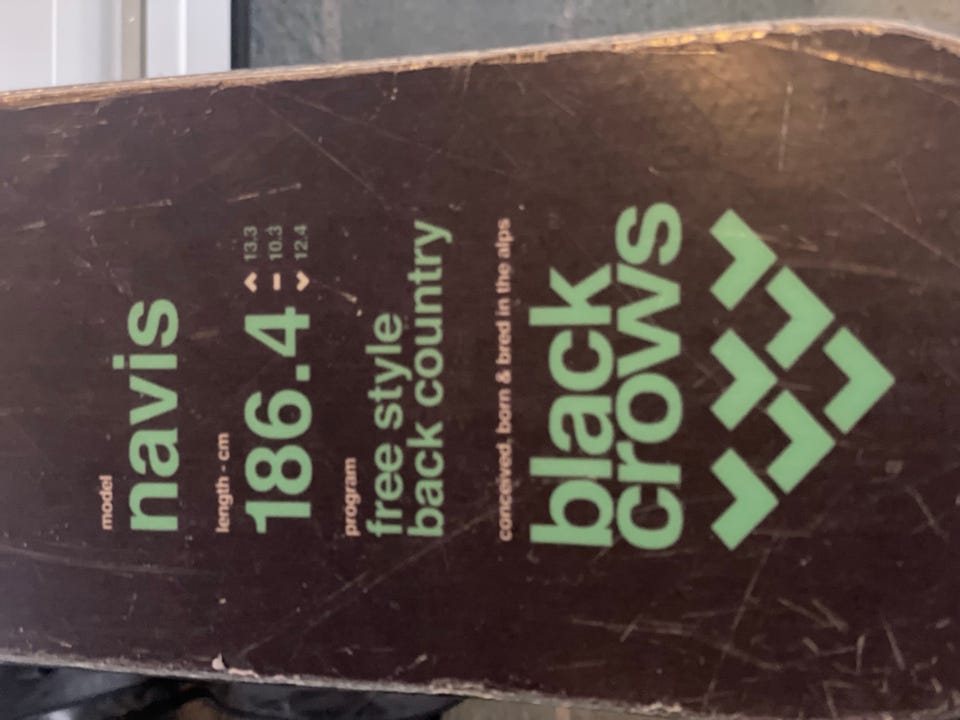 model
navis
length - cm
186.4
13.3
10.3
12.4
program
free style
back country
conceived, born & bred in the alps
black
crows